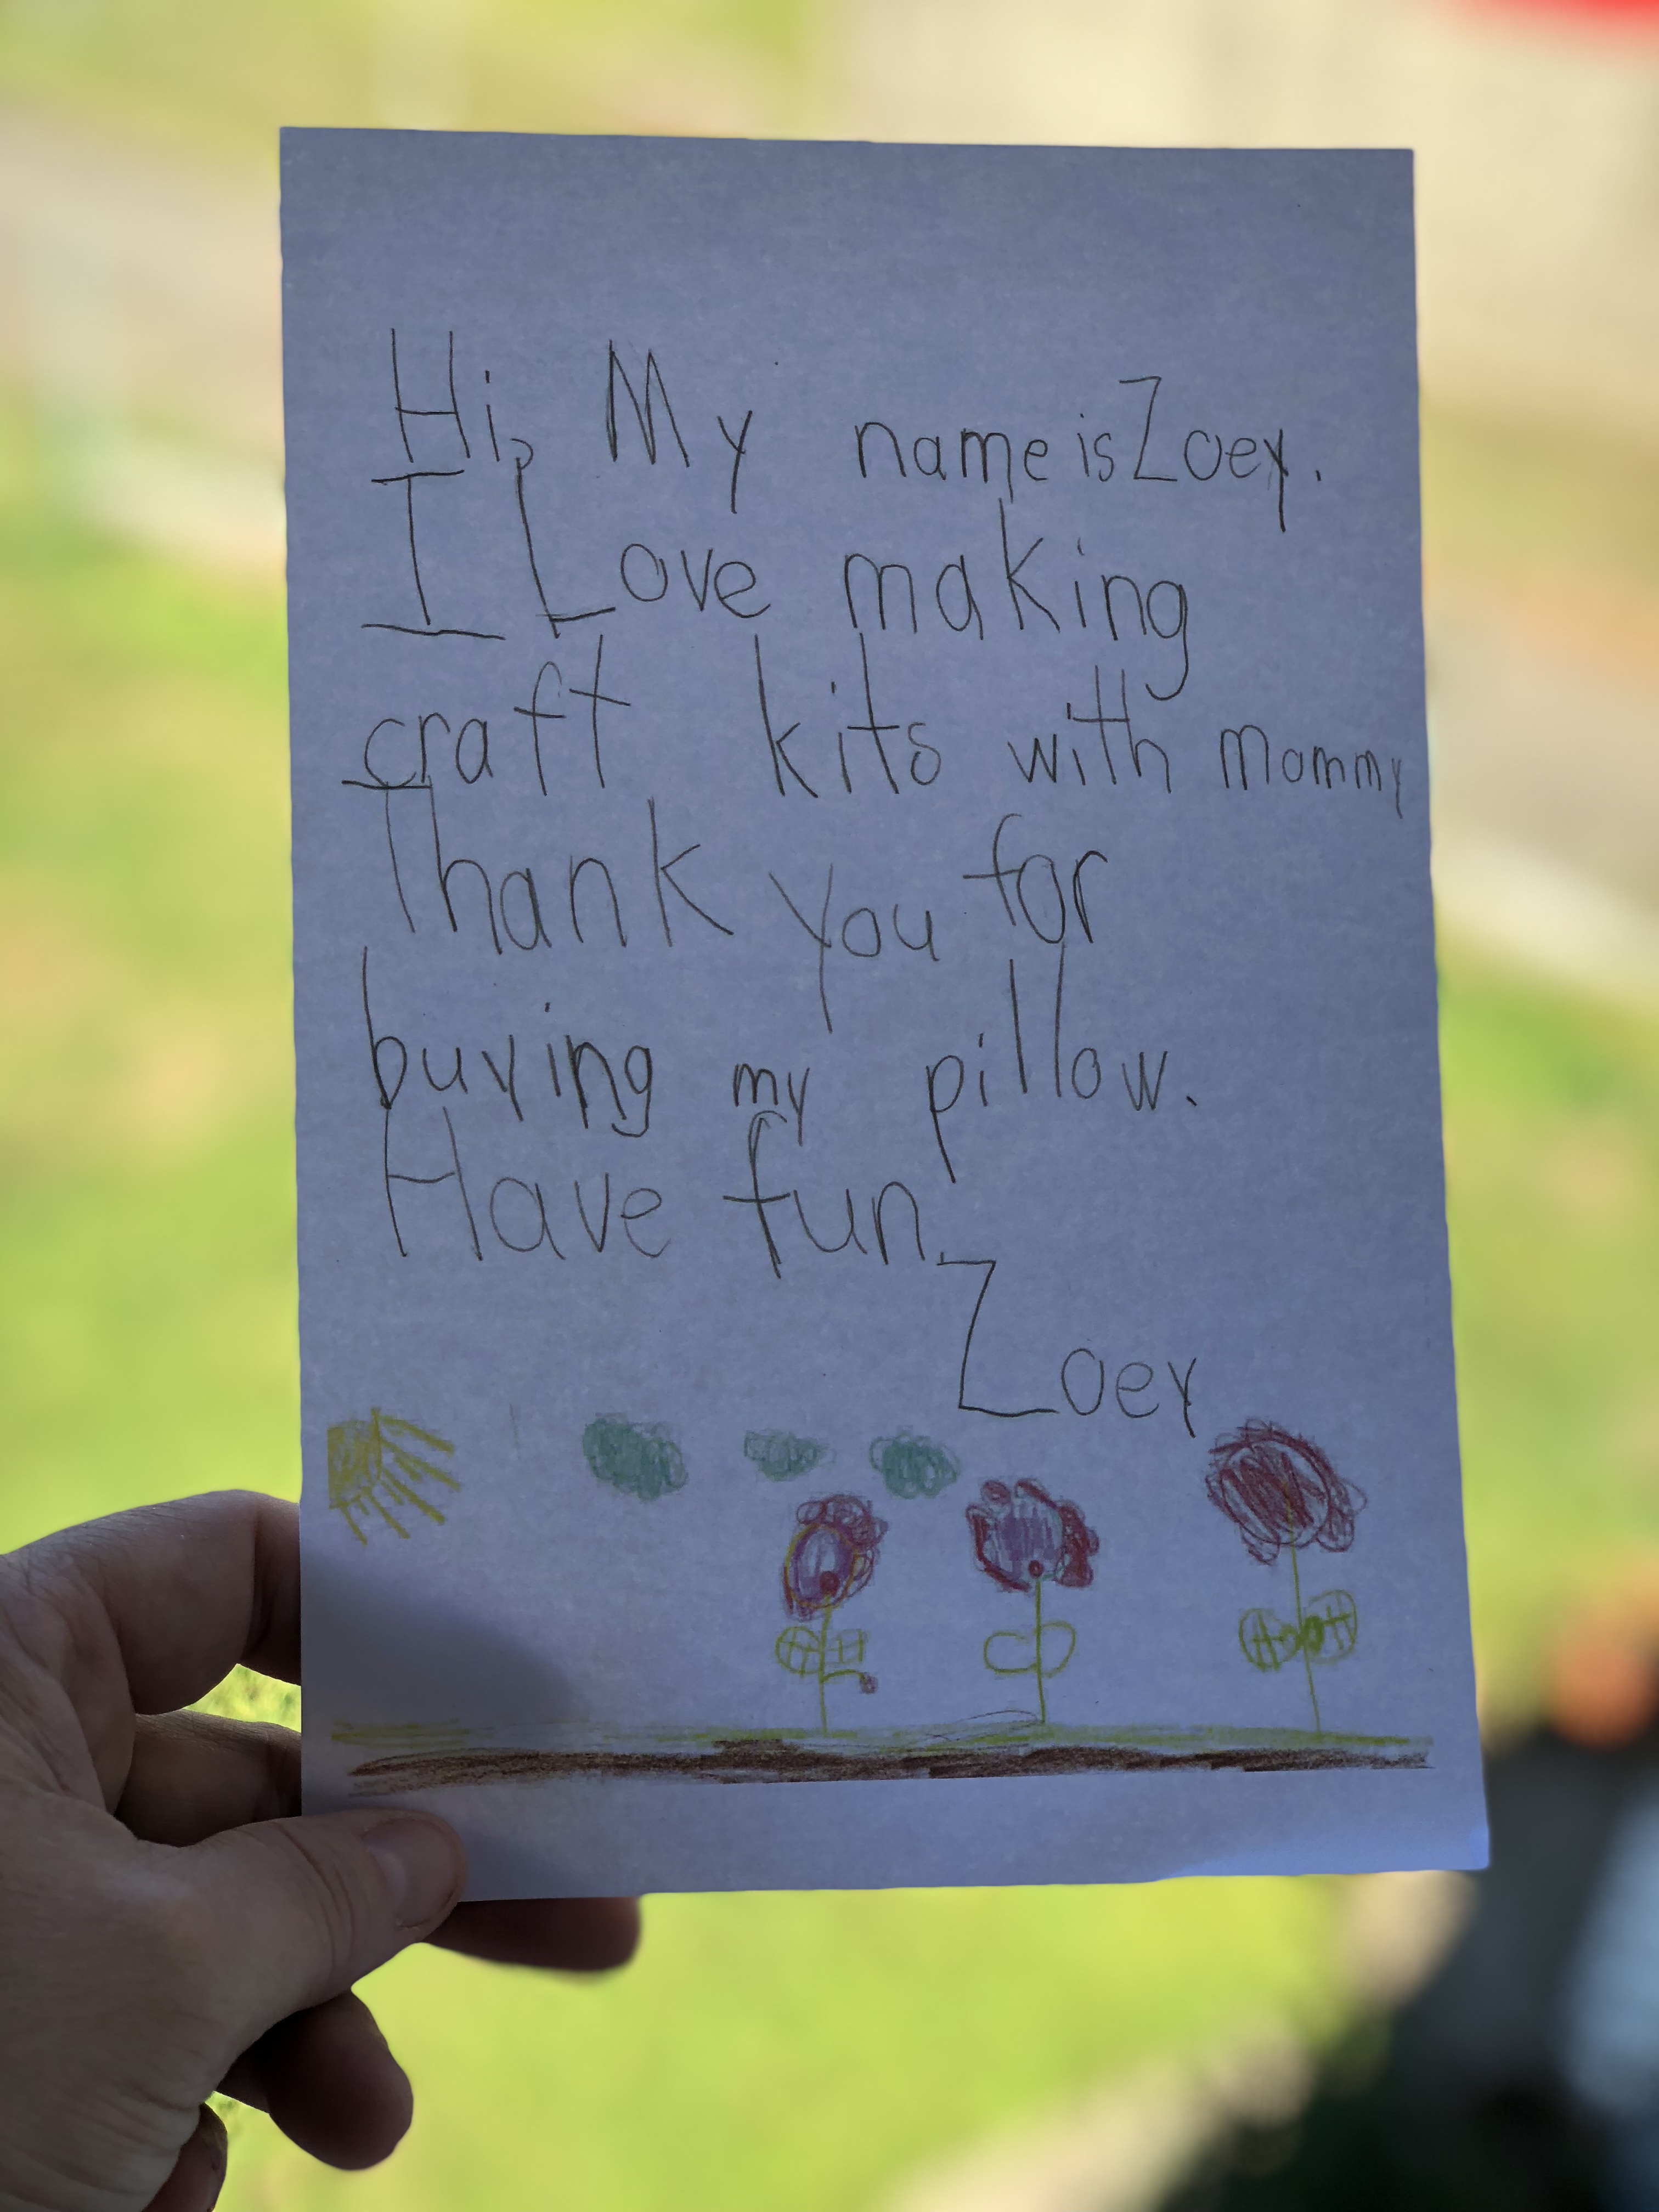 Hi, My name is Zoey.
I Love making
craft kits with mommy
Thank you for
buying my pillow.
Have fun.
Zoey